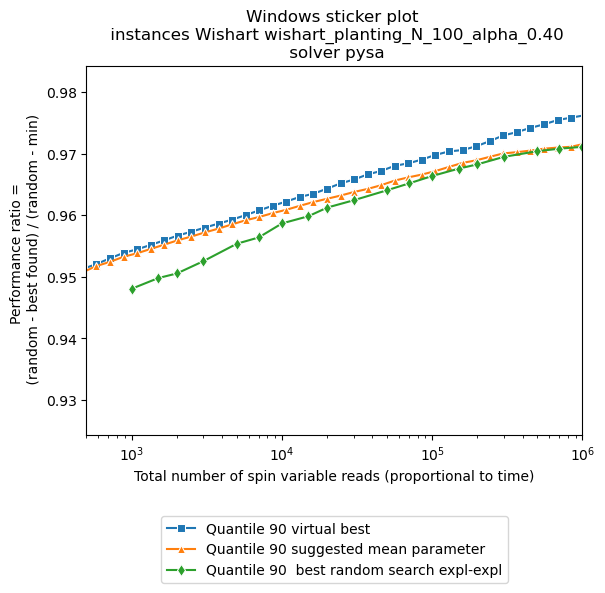 Windows sticker plot
instances Wishart wishart_planting_N_100_alpha_0.40
solver pysa
Performance ratio =
(random - best found) / (random - min)
0.98
0.97
0.96
0.95
0.94
0.93
10³
10⁴
10⁵
10⁶
Total number of spin variable reads (proportional to time)
Quantile 90 virtual best
Quantile 90 suggested mean parameter
Quantile 90  best random search expl-expl